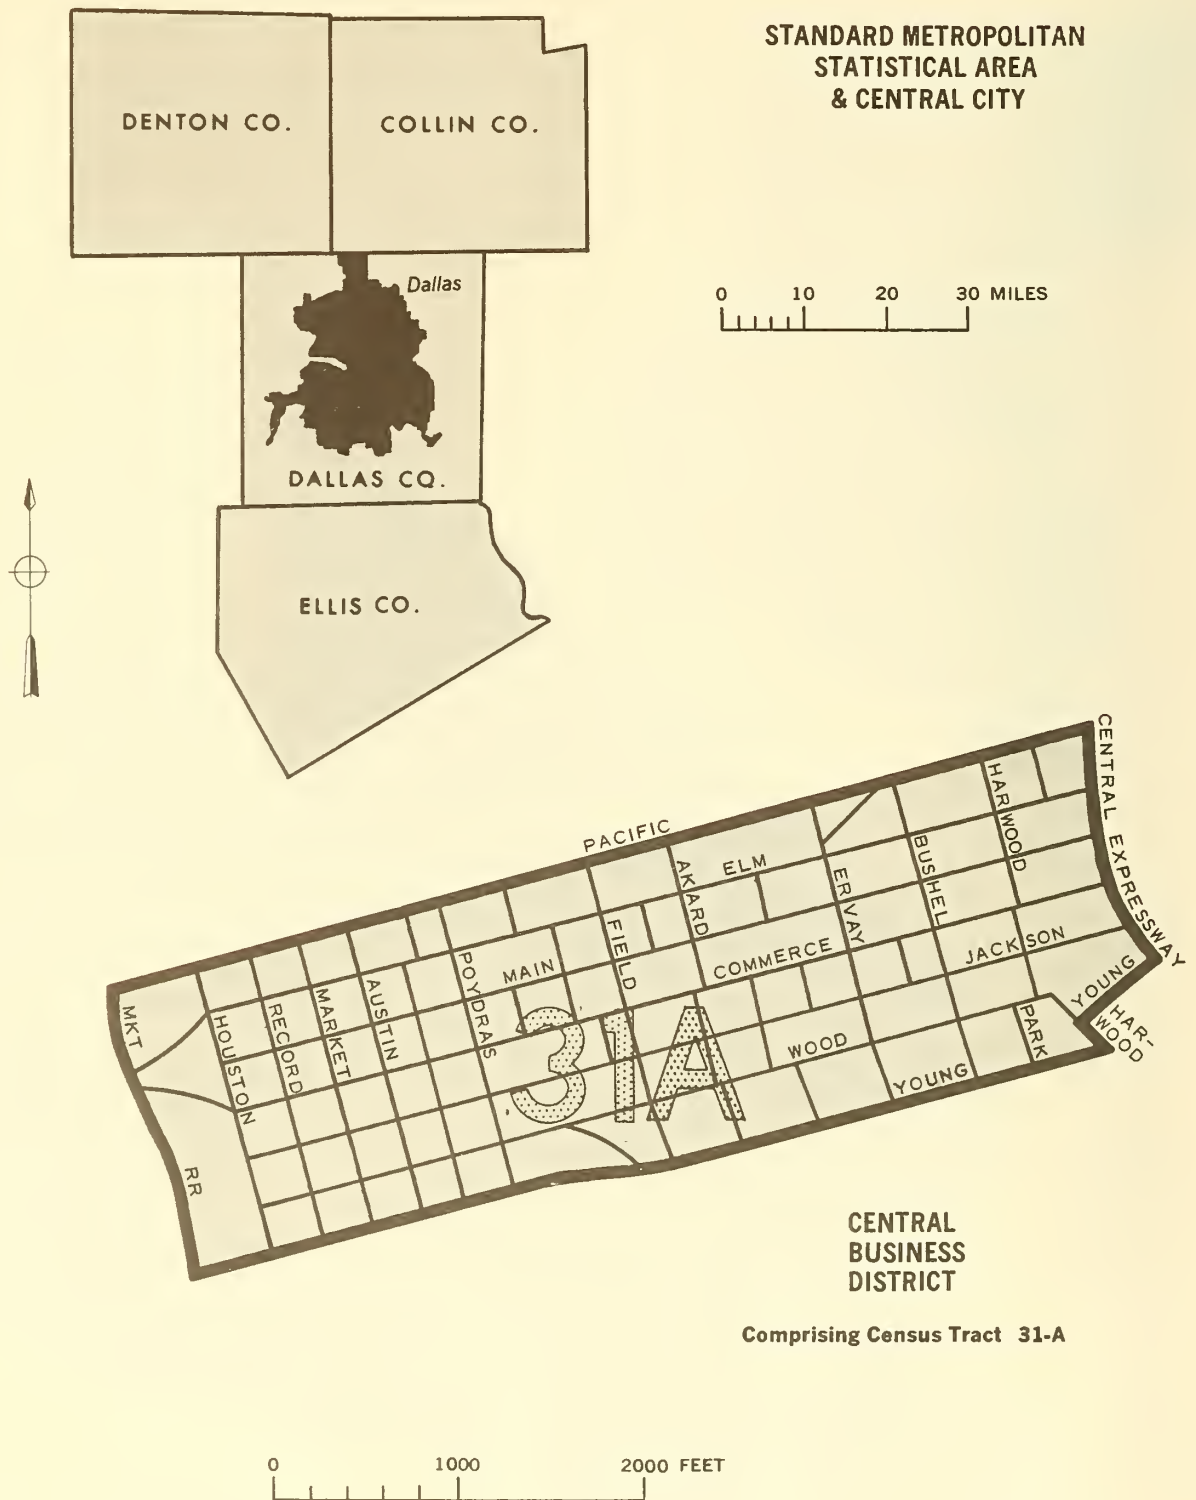 STANDARD METROPOLITAN
STATISTICAL AREA
& CENTRAL CITY
DENTON CO.
COLLIN CO.
Dallas
0 10 20 30 MILES
DALLAS CO.
ELLIS CO.
CENTRAL EXPRESSWAY
PACIFIC
HARWOOD
ELM
AKARD
BUSHEL
ERVAY
FIELD
MAIN
COMMERCE
JACKSON
POYDRAS
AUSTIN
MARKET
RECORD
HOUSTON
MKT
YOUNG
HAR-
WOOD
PARK
31A
WOOD
YOUNG
RR
CENTRAL
BUSINESS
DISTRICT
Comprising Census Tract 31-A
0 1000 2000 FEET